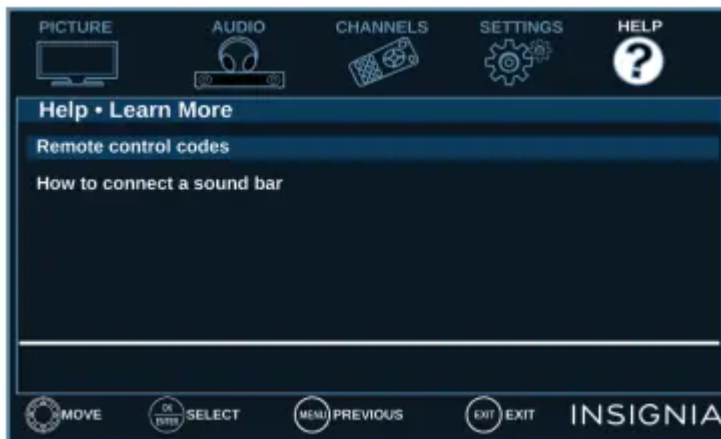 PICTURE AUDIO CHANNELS SETTINGS HELP
?
Help • Learn More
Remote control codes
How to connect a sound bar
MOVE OK ENTER SELECT MENU PREVIOUS EXIT EXIT INSIGNIA